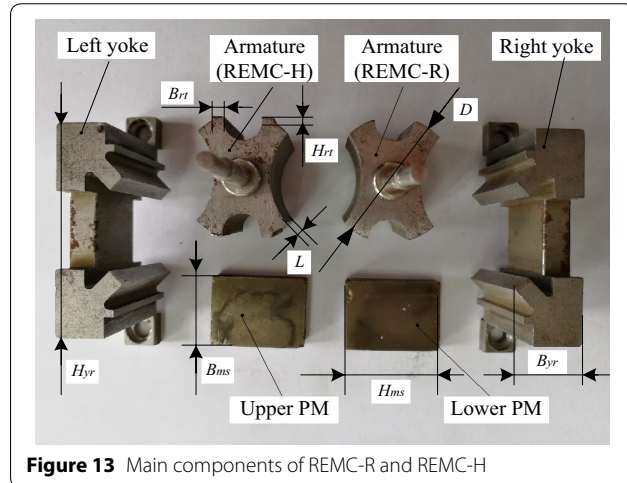 Left yoke
Armature
(REMC-H)
Armature
(REMC-R)
Right yoke
Brt
D
Hrt
L
Hyr
Bms
Hms
Byr
Upper PM
Lower PM
Figure 13 Main components of REMC-R and REMC-H